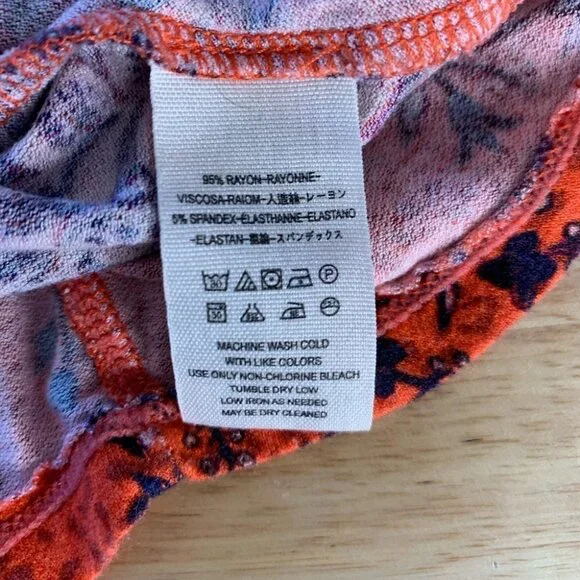 95% RAYON-RAYONNE-
VISCOSA-RAIOM-人造絲-レーヨン
5% SPANDEX-ELASTHANNE-ELASTANO
-ELASTAN-氨綸-スパンデックス
P
30
MACHINE WASH COLD
WITH LIKE COLORS
USE ONLY NON-CHLORINE BLEACH
TUMBLE DRY LOW
LOW IRON AS NEEDED
MAY BE DRY CLEANED